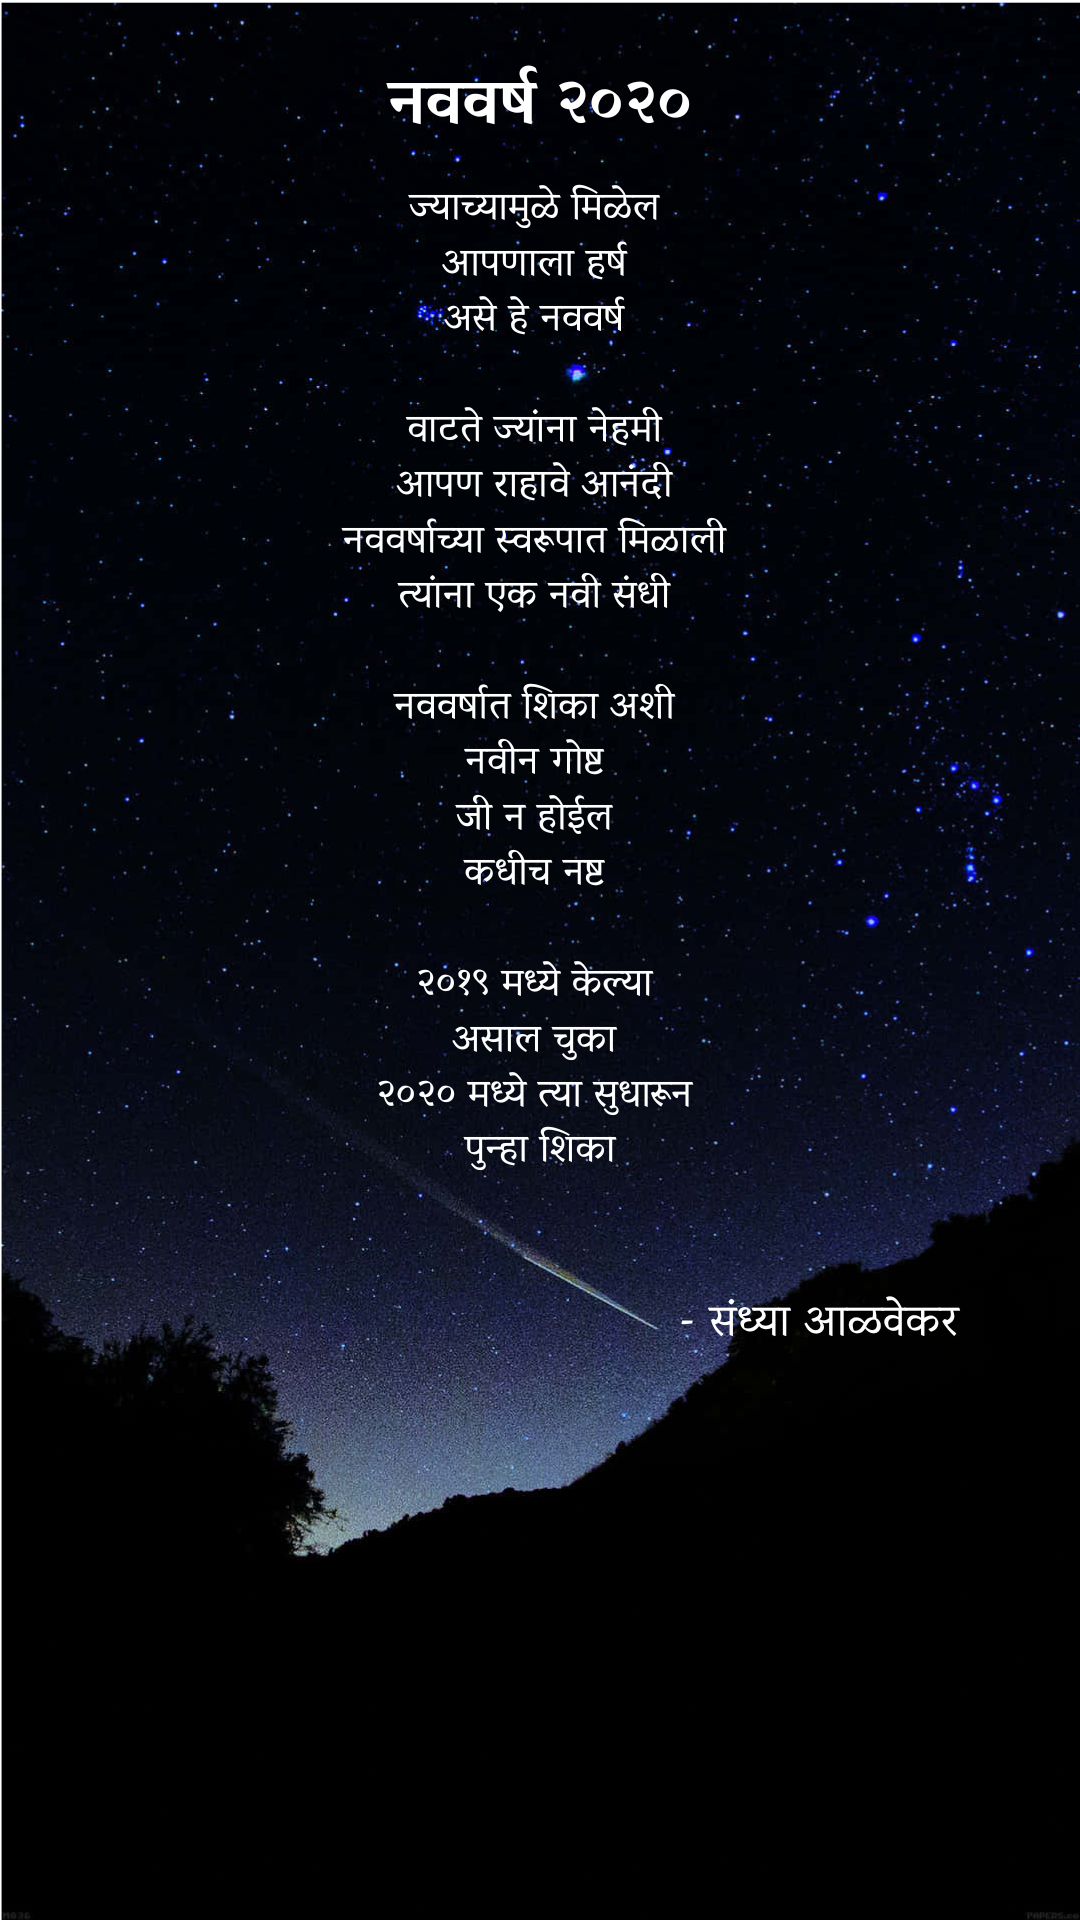 नववर्ष २०२०
ज्याच्यामुळे मिळेल
आपणाला हर्ष
असे हे नववर्ष
वाटते ज्यांना नेहमी
आपण राहावे आनंदी
नववर्षाच्या स्वरूपात मिळाली
त्यांना एक नवी संधी
नववर्षात शिका अशी
नवीन गोष्ट
जी न होईल
कधीच नष्ट
२०१९ मध्ये केल्या
असाल चुका
२०२० मध्ये त्या सुधारून
पुन्हा शिका
- संध्या आळवेकर